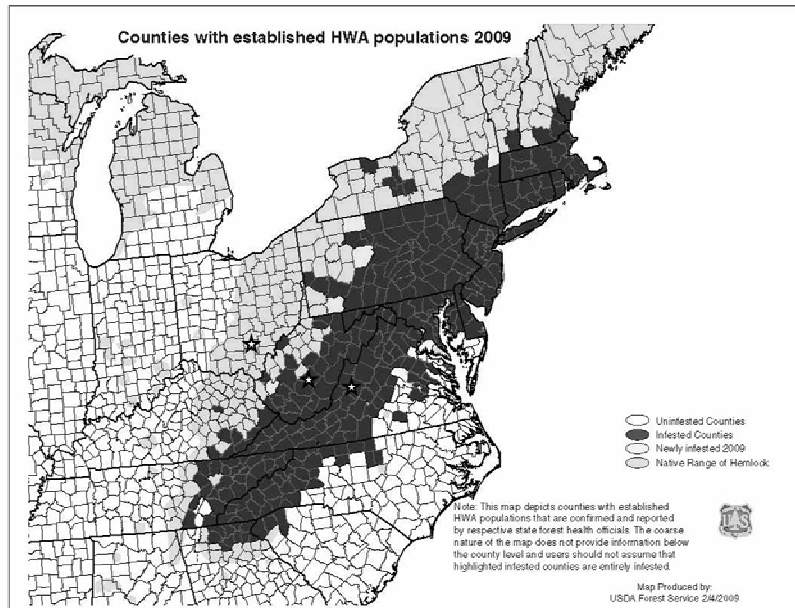 Counties with established HWA populations 2009
Uninfested Counties
Infested Counties
Newly infested 2009
Native Range of Hemlock
Note: This map depicts counties with established
HWA populations that are confirmed and reported
by respective state forest health officials. The coarse
nature of the map does not provide information below
the county level and users should not assume that
highlighted infested counties are entirely infested.
Map Produced by:
USDA Forest Service 2/4/2009